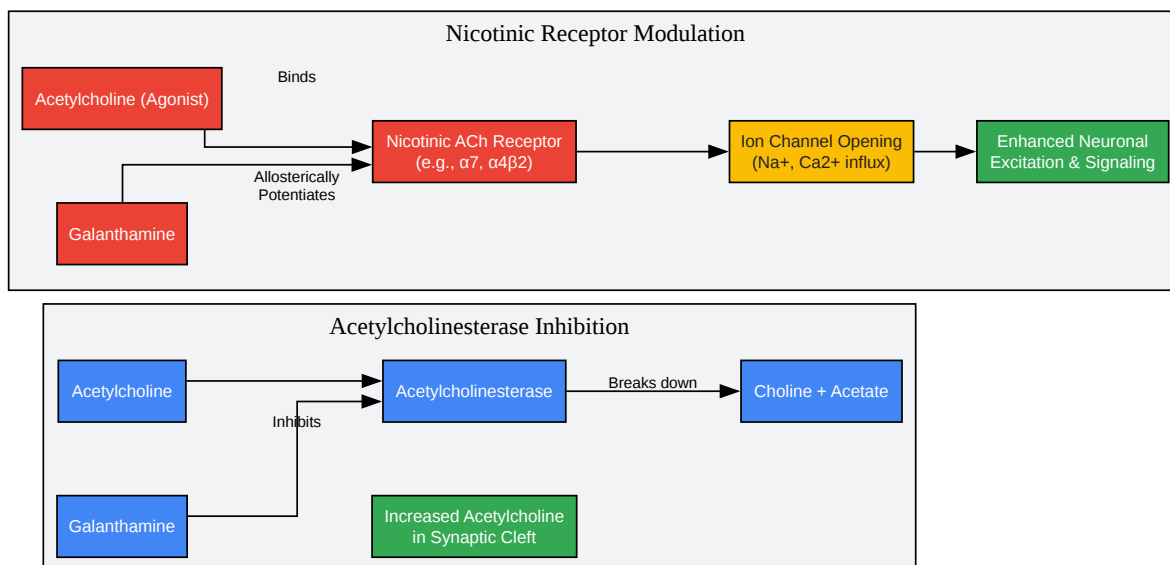 Nicotinic Receptor Modulation
Acetylcholine (Agonist)
Binds
Nicotinic ACh Receptor
(e.g., α7, α4β2)
Ion Channel Opening
(Na+, Ca2+ influx)
Enhanced Neuronal
Excitation & Signaling
Allosterically
Potentiates
Galanthamine
Acetylcholinesterase Inhibition
Acetylcholine
Acetylcholinesterase
Breaks down
Choline + Acetate
Inhibits
Galanthamine
Increased Acetylcholine
in Synaptic Cleft